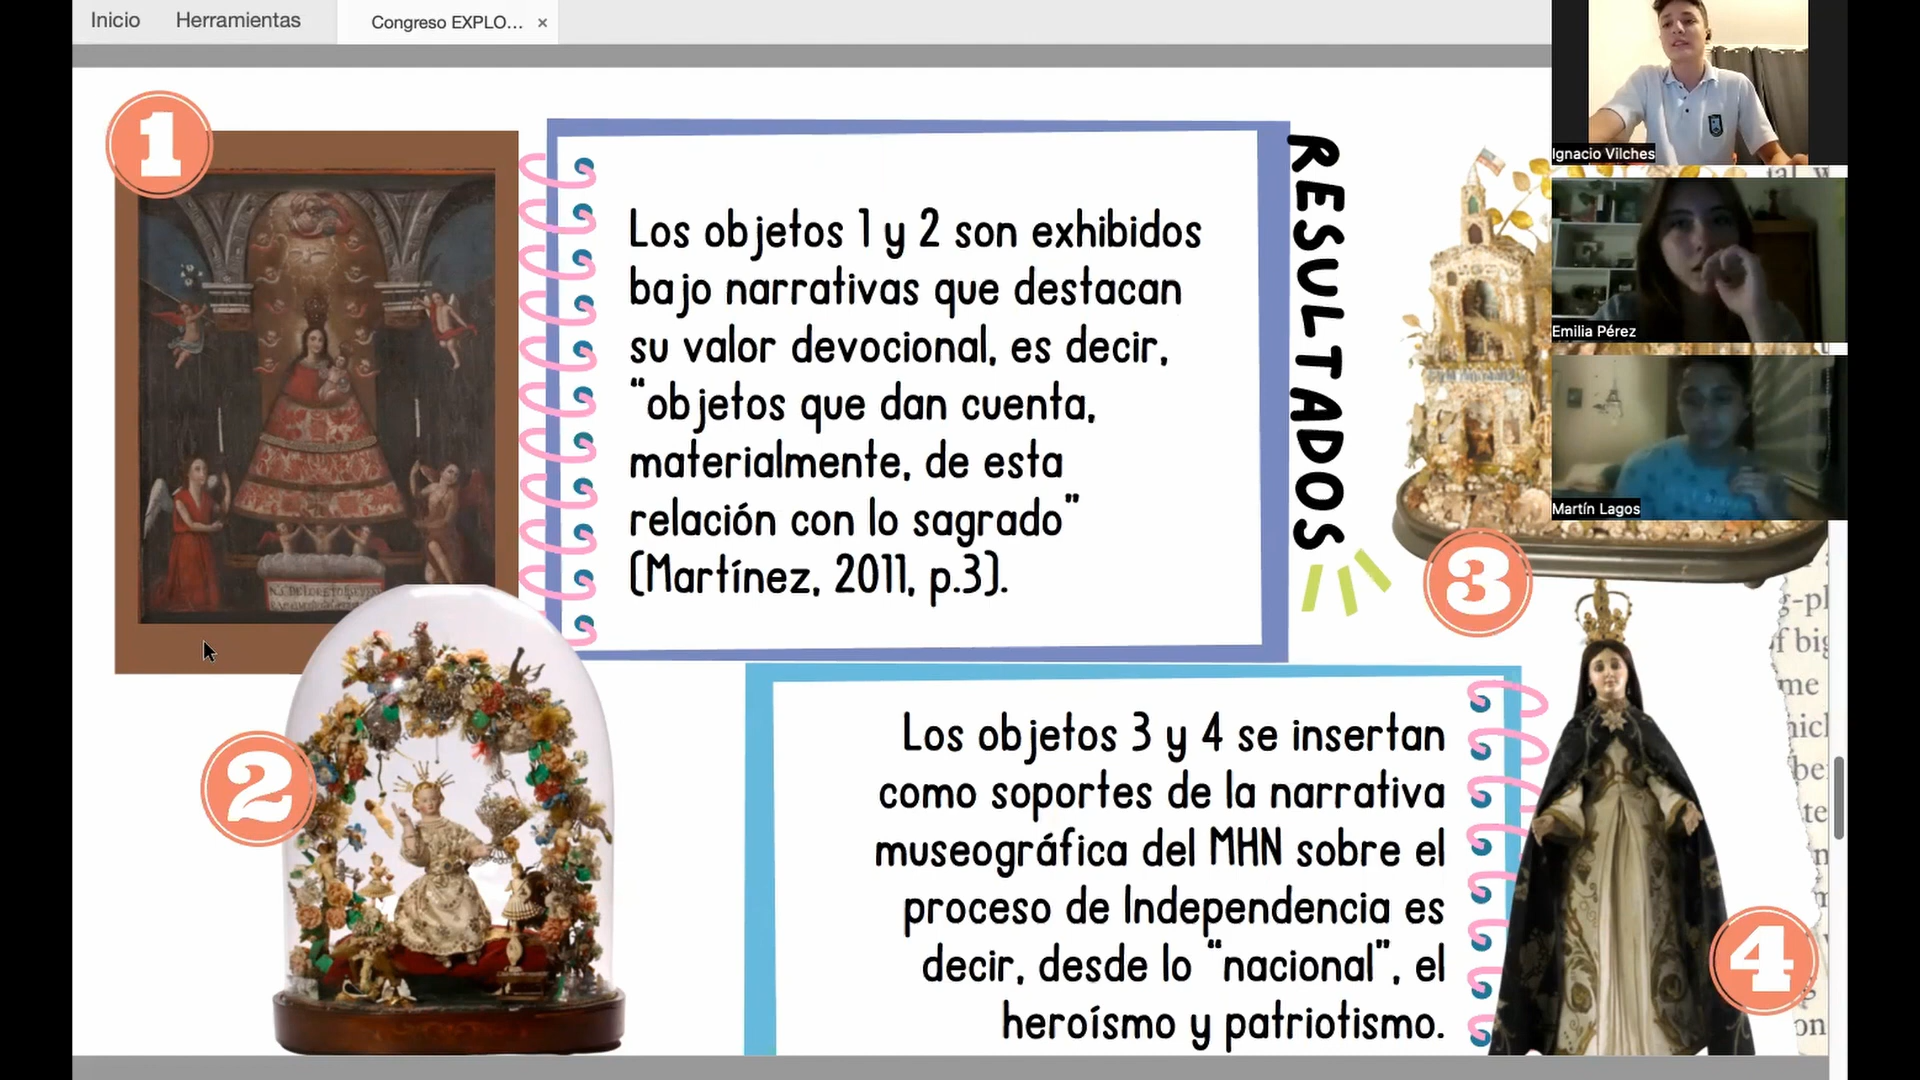 Inicio
Herramientas
Congreso EXPLO... ×
1
Los objetos 1 y 2 son exhibidos
bajo narrativas que destacan
su valor devocional, es decir,
“objetos que dan cuenta,
materialmente, de esta
relación con lo sagrado”
(Martínez, 2011, p.3).
RESULTADOS
Ignacio Vilches
Emilia Pérez
Martín Lagos
3
2
Los objetos 3 y 4 se insertan
como soportes de la narrativa
museográfica del MHN sobre el
proceso de Independencia es
decir, desde lo “nacional”, el
heroísmo y patriotismo.
4